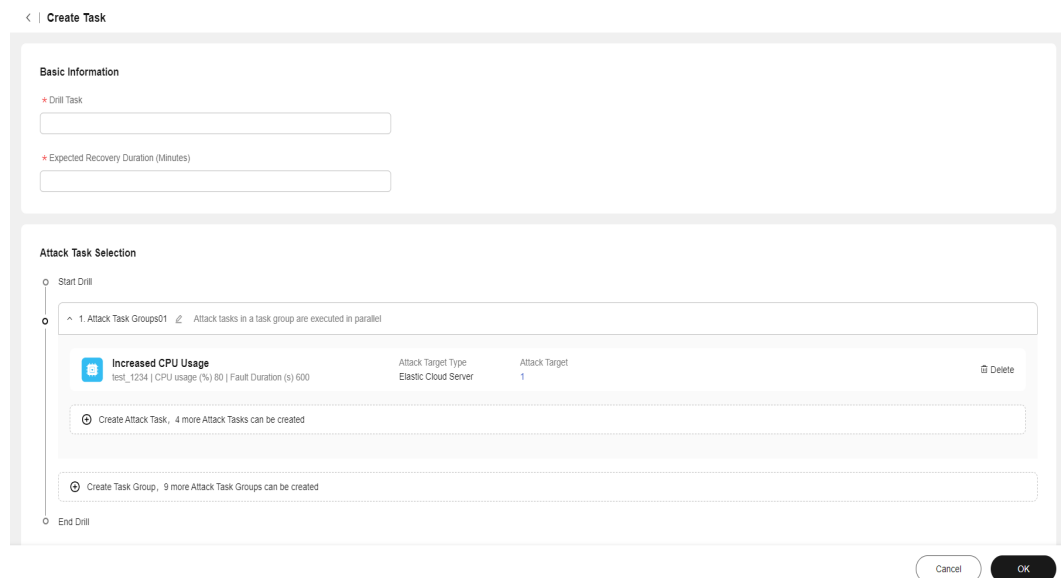 Create Task
Basic Information
* Drill Task
* Expected Recovery Duration (Minutes)
Attack Task Selection
Start Drill
1. Attack Task Groups01 Attack tasks in a task group are executed in parallel
Increased CPU Usage Attack Target Type Attack Target
test_1234 | CPU usage (%) 80 | Fault Duration (s) 600 Elastic Cloud Server 1 Delete
Create Attack Task, 4 more Attack Tasks can be created
Create Task Group, 9 more Attack Task Groups can be created
End Drill
Cancel OK